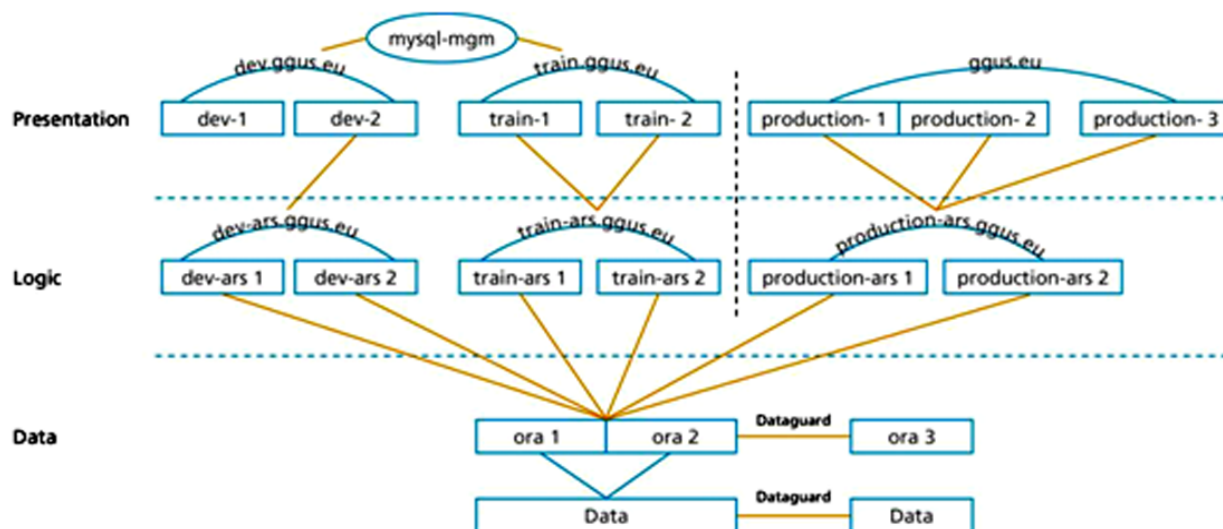 mysql-mgm
dev.ggus.eu train.ggus.eu ggus.eu
Presentation dev-1 dev-2 train-1 train- 2 production- 1 production- 2 production- 3
dev-ars.ggus.eu train-ars.ggus.eu production-ars.ggus.eu
Logic dev-ars 1 dev-ars 2 train-ars 1 train-ars 2 production-ars 1 production-ars 2
Dataguard
Data ora 1 ora 2 ora 3
Dataguard
Data Data